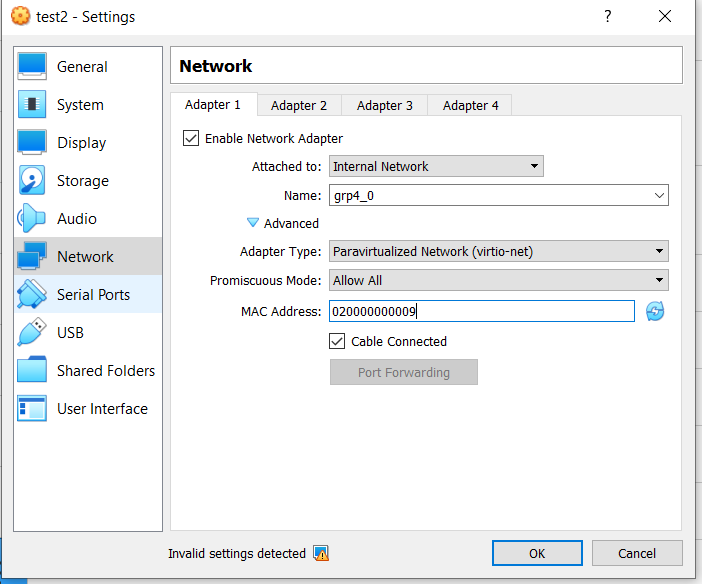 test2 - Settings
?
General
System
Display
Storage
Audio
Network
Serial Ports
USB
Shared Folders
User Interface
Network
Adapter 1 Adapter 2 Adapter 3 Adapter 4
Enable Network Adapter
Attached to: Internal Network
Name: grp4_0
Advanced
Adapter Type: Paravirtualized Network (virtio-net)
Promiscuous Mode: Allow All
MAC Address: 020000000009
Cable Connected
Port Forwarding
Invalid settings detected OK Cancel